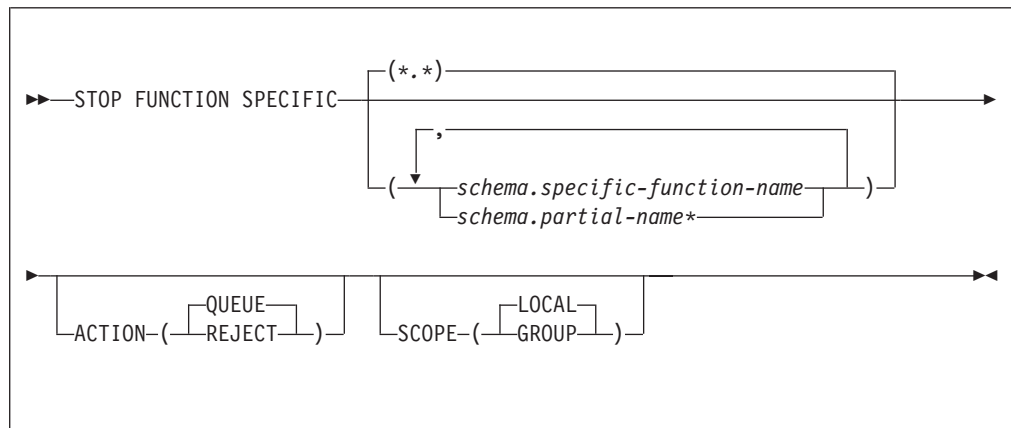 (*.*)
STOP FUNCTION SPECIFIC
,
( schema.specific-function-name )
schema.partial-name*
QUEUE LOCAL
ACTION ( REJECT ) SCOPE ( GROUP )